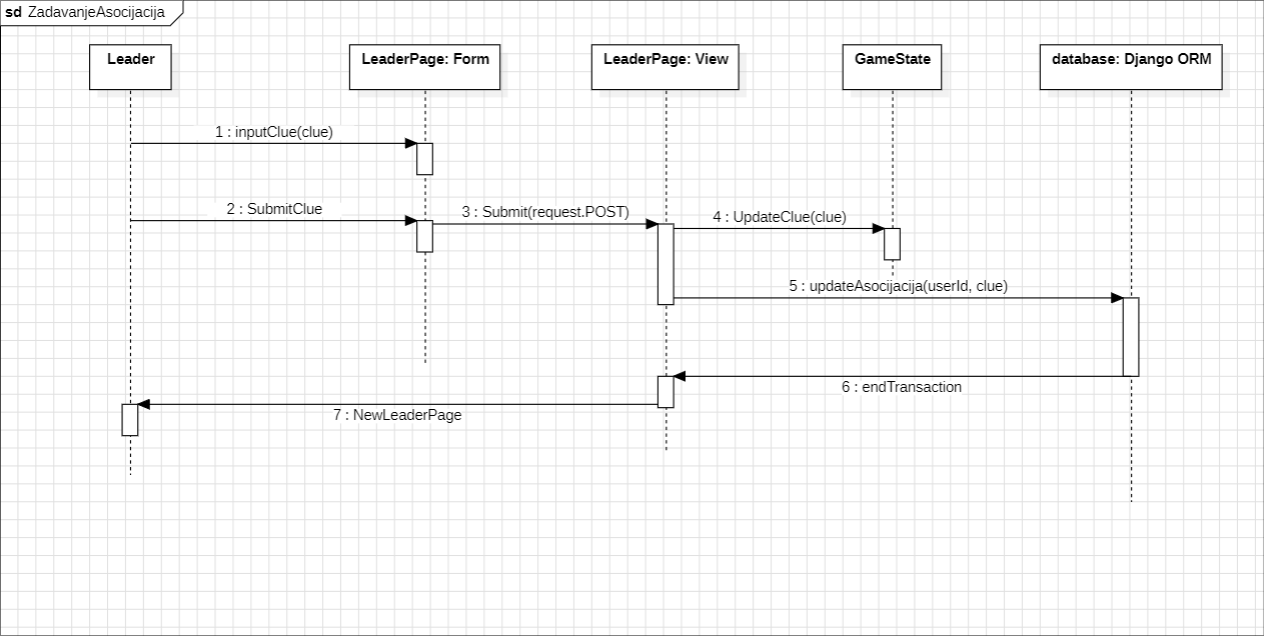 sd ZadavanjeAsocijacija
Leader
LeaderPage: Form
LeaderPage: View
GameState
database: Django ORM
1 : inputClue(clue)
2 : SubmitClue
3 : Submit(request.POST)
4 : UpdateClue(clue)
5 : updateAsocijacija(userId, clue)
6 : endTransaction
7 : NewLeaderPage